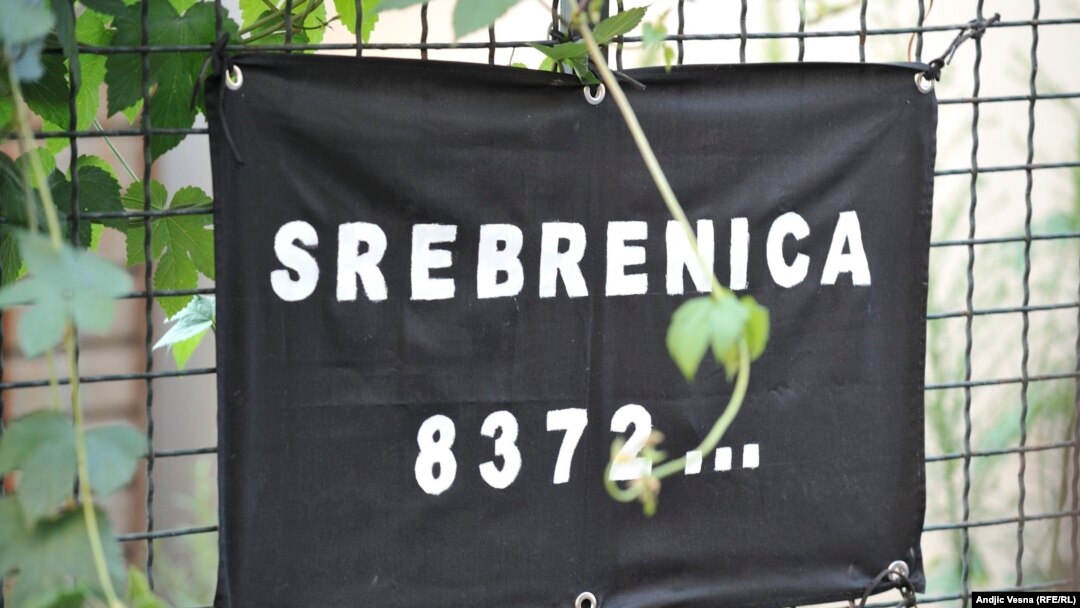 SREBRENICA
8372...
Andjic Vesna (RFE/RL)